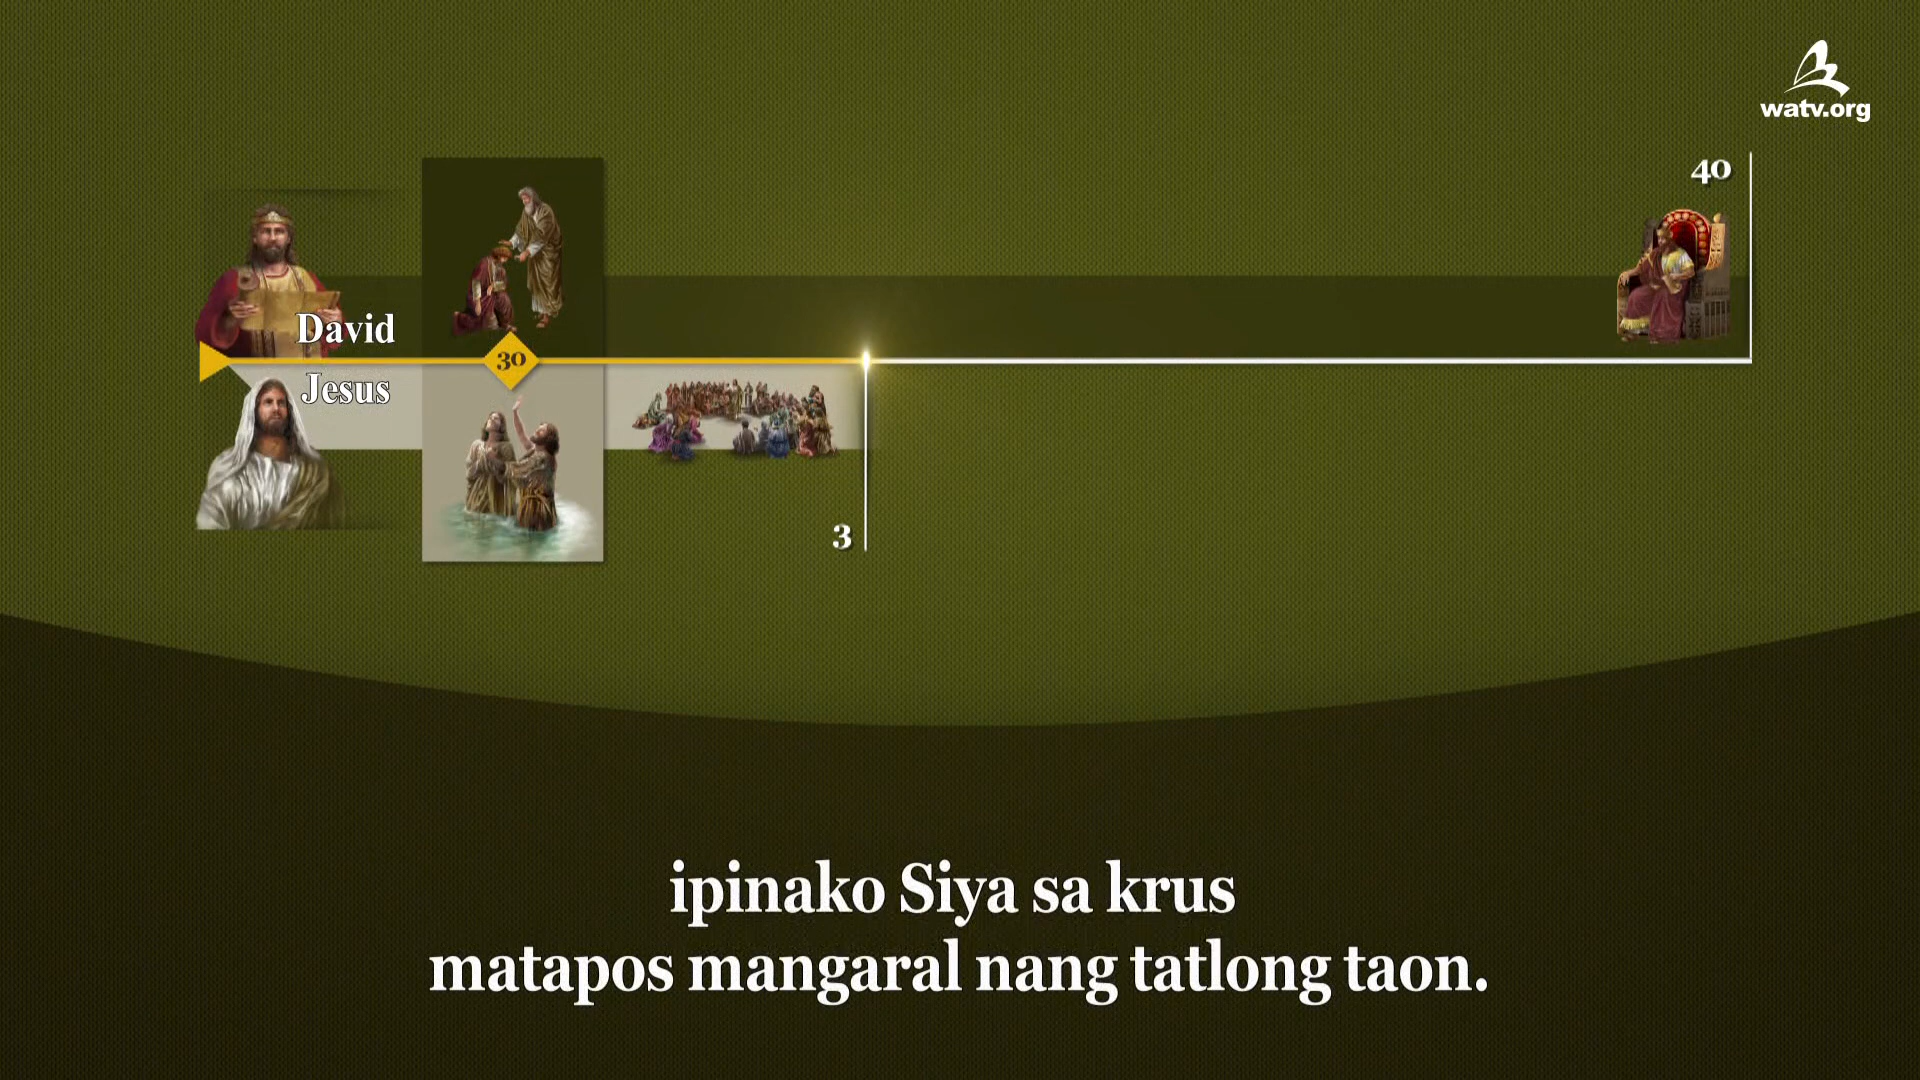 watv.org
40
David
30
Jesus
3
ipinako Siya sa krus
matapos mangaral nang tatlong taon.